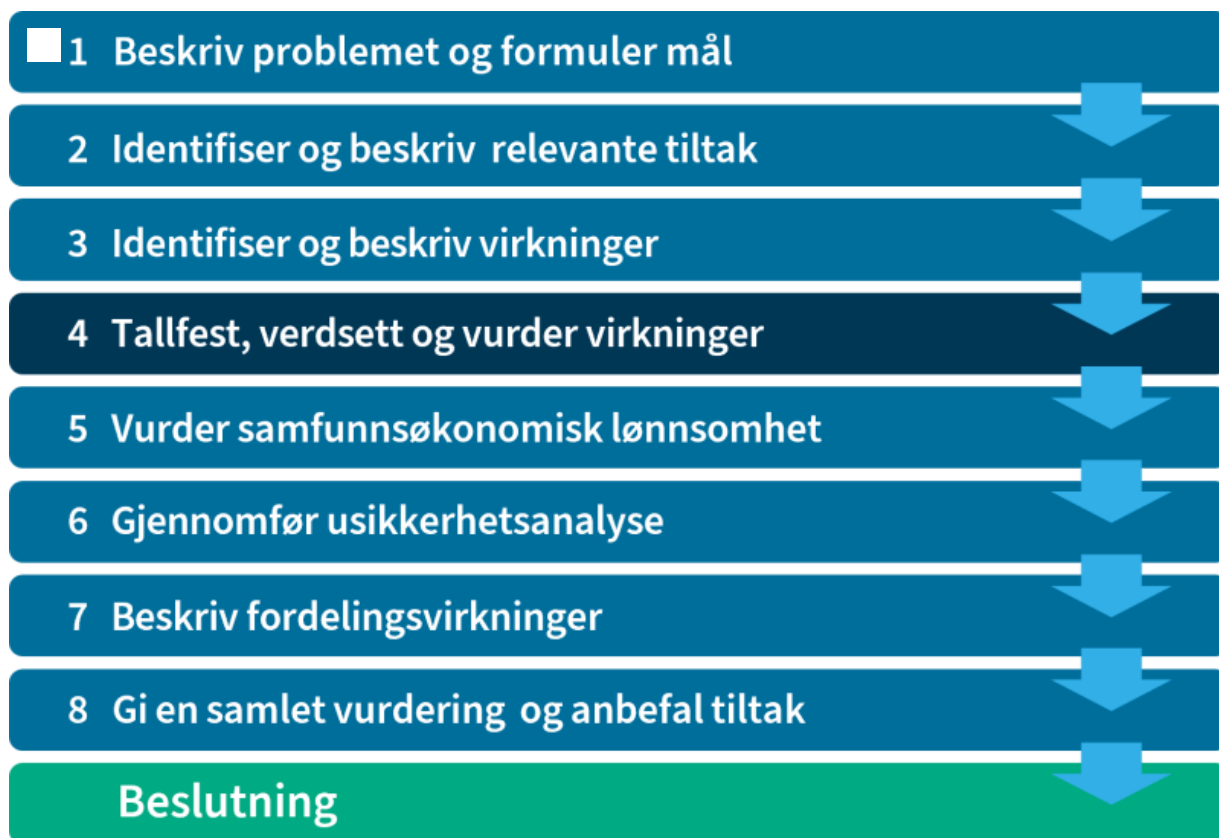 1 Beskriv problemet og formuler mål
2 Identifiser og beskriv relevante tiltak
3 Identifiser og beskriv virkninger
4 Tallfest, verdsett og vurder virkninger
5 Vurder samfunnsøkonomisk lønnsomhet
6 Gjennomfør usikkerhetsanalyse
7 Beskriv fordelingsvirkninger
8 Gi en samlet vurdering og anbefal tiltak
Beslutning